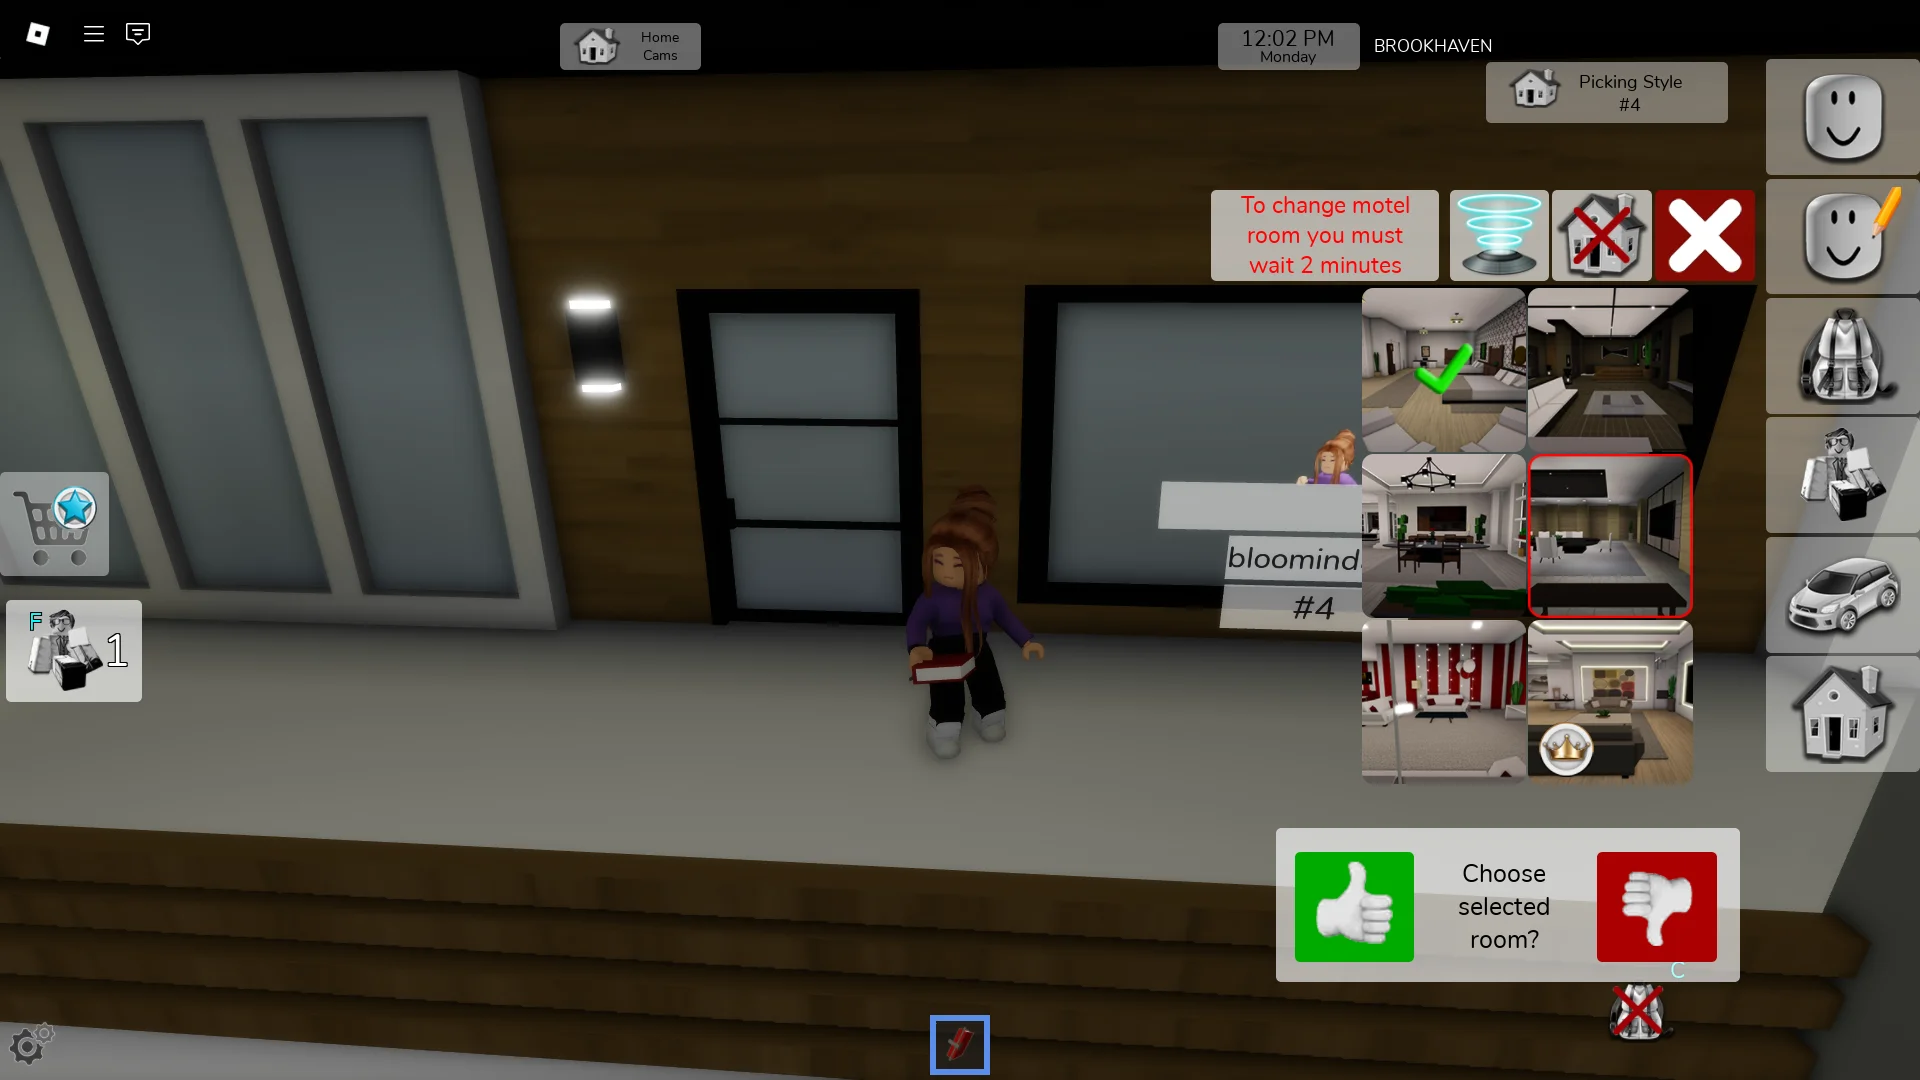 Home
Cams
12:02 PM
Monday
BROOKHAVEN
Picking Style
#4
To change motel
room you must
wait 2 minutes
F
1
bloomind
#4
Choose
selected
room?
C